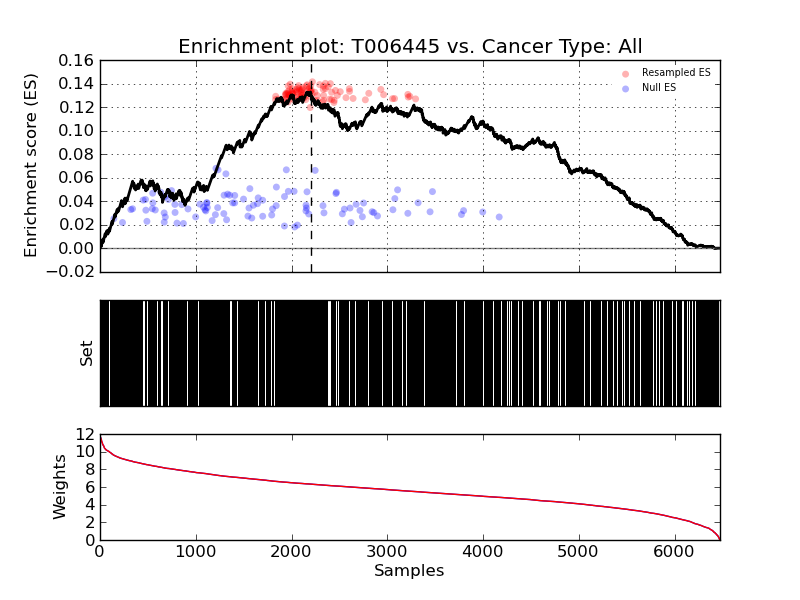 Enrichment plot: T006445 vs. Cancer Type: All
Enrichment score (ES)
0.16
0.14
0.12
0.10
0.08
0.06
0.04
0.02
0.00
−0.02
Resampled ES
Null ES
Set
Weights
12
10
8
6
4
2
0
0 1000 2000 3000 4000 5000 6000
Samples